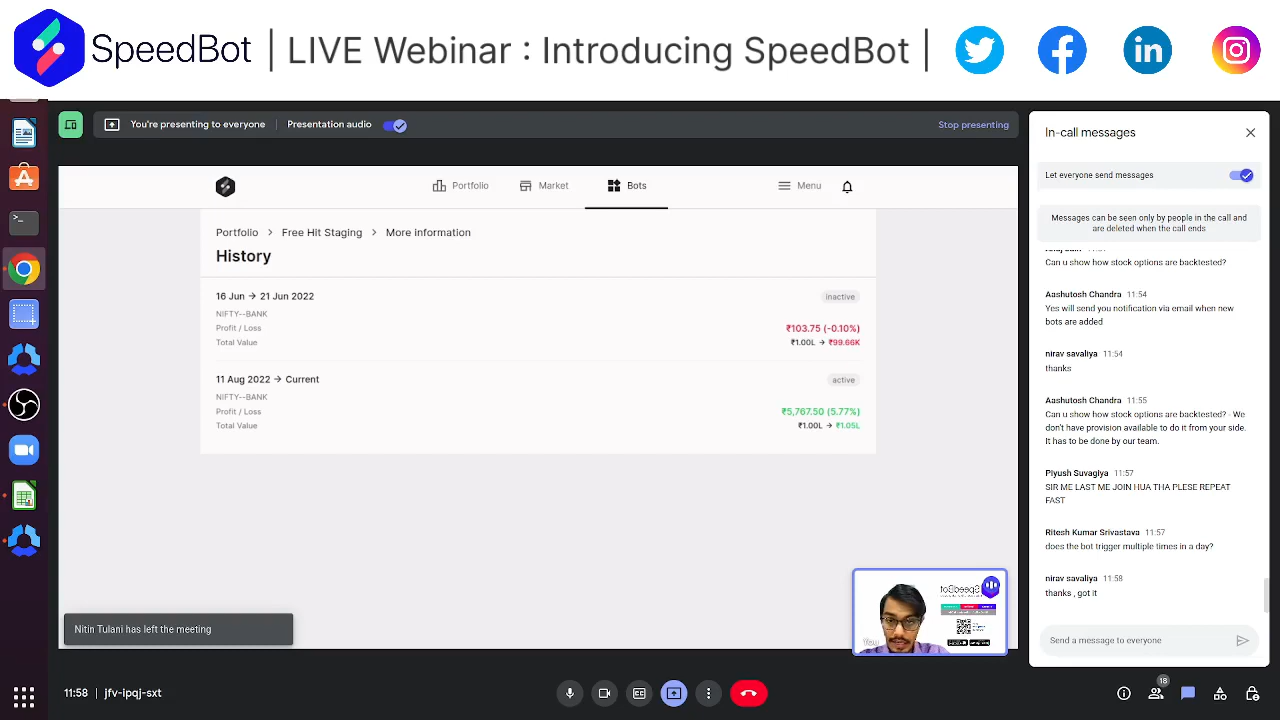 SpeedBot | LIVE Webinar : Introducing SpeedBot |
You're presenting to everyone
Presentation audio
Stop presenting
Portfolio
Market
Bots
Menu
Portfolio > Free Hit Staging > More information
History
16 Jun → 21 Jun 2022
inactive
NIFTY--BANK
Profit / Loss
₹103.75 (-0.10%)
Total Value
₹1.00L → ₹99.66K
11 Aug 2022 → Current
active
NIFTY--BANK
Profit / Loss
₹5,767.50 (5.77%)
Total Value
₹1.00L → ₹1.05L
Nitin Tulani has left the meeting
11:58 | jfv-ipqj-sxt
In-call messages
Let everyone send messages
Messages can be seen only by people in the call and
are deleted when the call ends
Can u show how stock options are backtested?
Aashutosh Chandra 11:54
Yes will send you notification via email when new
bots are added
nirav savaliya 11:54
thanks
Aashutosh Chandra 11:55
Can u show how stock options are backtested? - We
don't have provision available to do it from your side.
It has to be done by our team.
Piyush Suvagiya 11:57
SIR ME LAST ME JOIN HUA THA PLESE REPEAT
FAST
Ritesh Kumar Srivastava 11:57
does the bot trigger multiple times in a day?
nirav savaliya 11:58
thanks , got it
Send a message to everyone
18